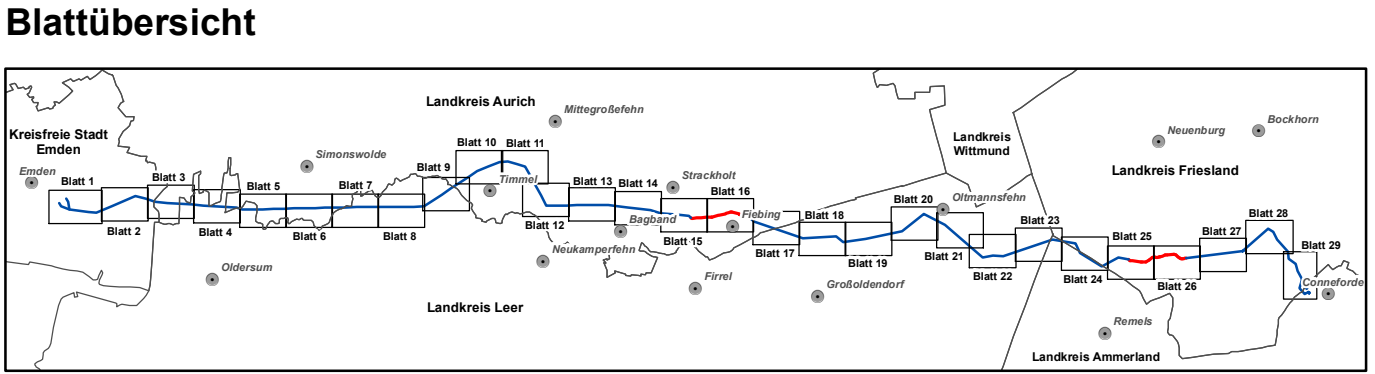 Blattübersicht
Landkreis Aurich
Mittegroßefehn
Kreisfreie Stadt
Emden
Landkreis
Wittmund
Neuenburg
Bockhorn
Landkreis Friesland
Emden
Simonswolde
Timmel
Strackholt
Bagband
Fiebing
Oltmannsfehn
Neukamperfehn
Oldersum
Firrel
Großoldendorf
Conneforde
Remels
Landkreis Leer
Landkreis Ammerland
Blatt 1
Blatt 2
Blatt 3
Blatt 4
Blatt 5
Blatt 6
Blatt 7
Blatt 8
Blatt 9
Blatt 10
Blatt 11
Blatt 12
Blatt 13
Blatt 14
Blatt 15
Blatt 16
Blatt 17
Blatt 18
Blatt 19
Blatt 20
Blatt 21
Blatt 22
Blatt 23
Blatt 24
Blatt 25
Blatt 26
Blatt 27
Blatt 28
Blatt 29